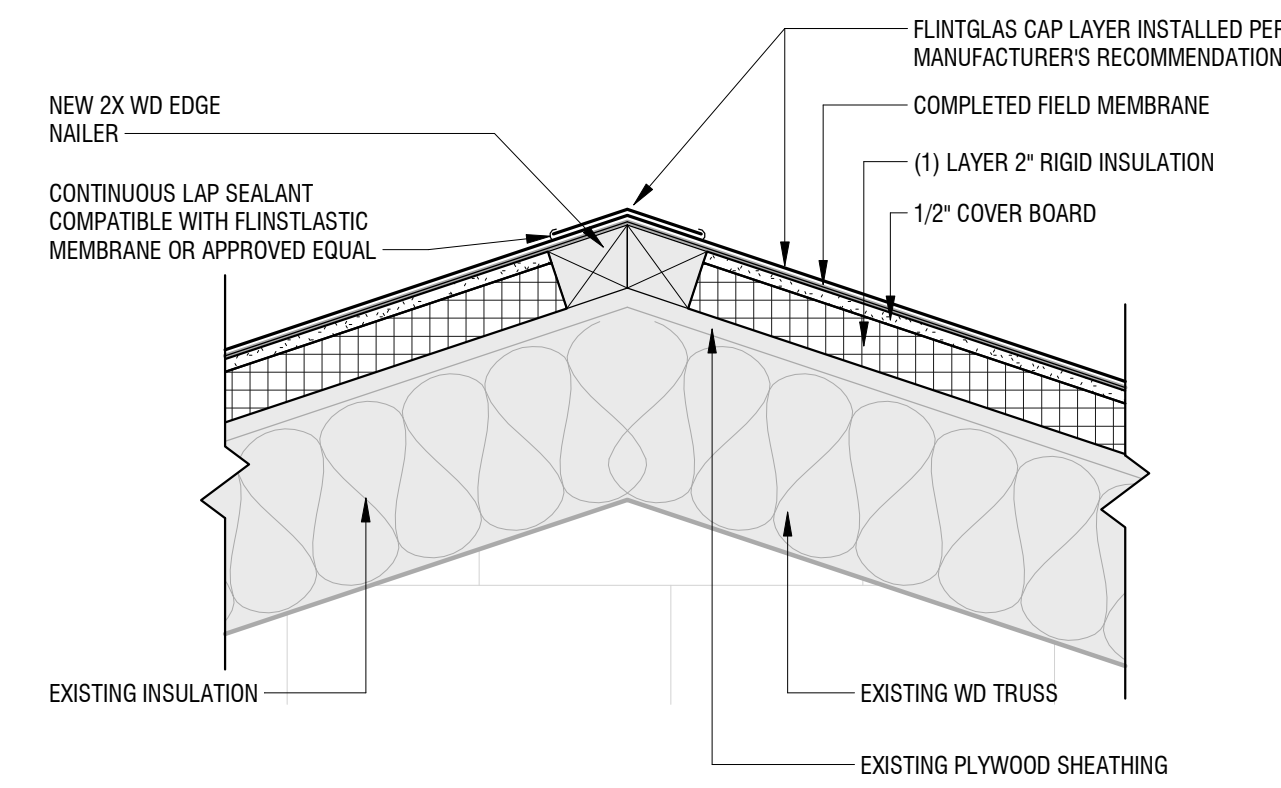 FLINTGLAS CAP LAYER INSTALLED PER
MANUFACTURER'S RECOMMENDATION
NEW 2X WD EDGE
NAILER
COMPLETED FIELD MEMBRANE
(1) LAYER 2" RIGID INSULATION
CONTINUOUS LAP SEALANT
COMPATIBLE WITH FLINSTLASTIC
MEMBRANE OR APPROVED EQUAL
1/2" COVER BOARD
EXISTING INSULATION
EXISTING WD TRUSS
EXISTING PLYWOOD SHEATHING